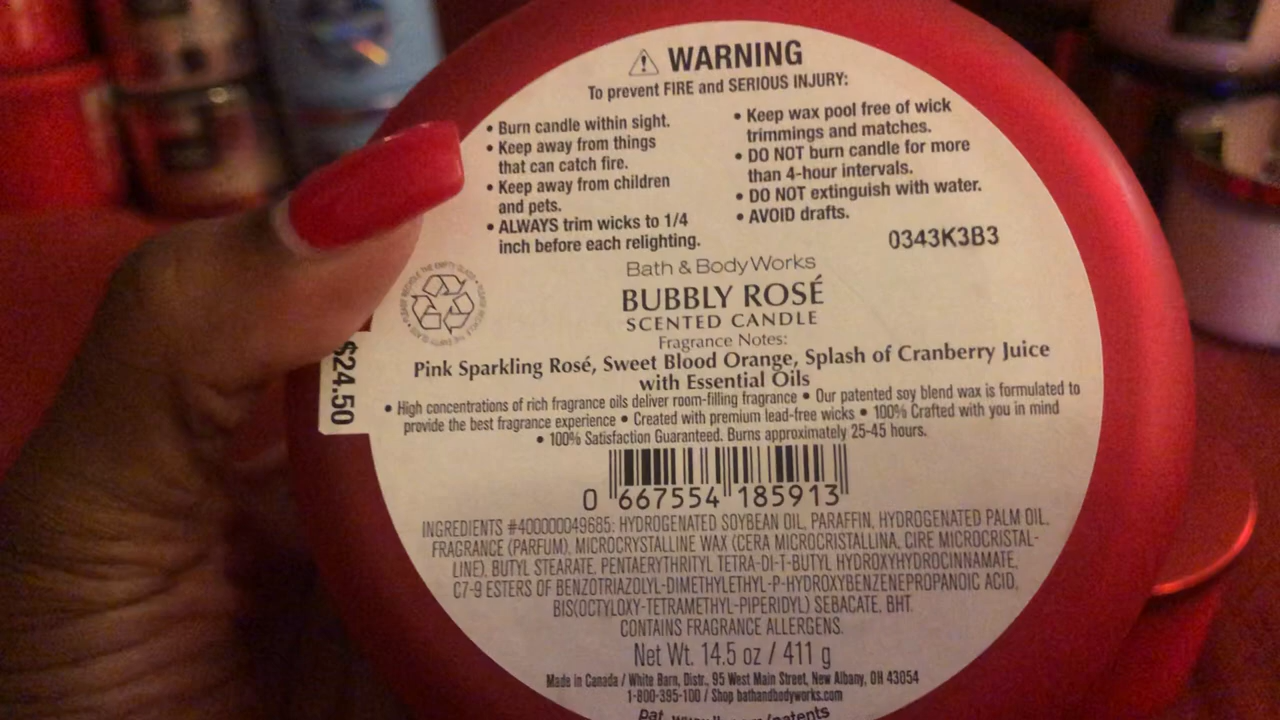 WARNING
To prevent FIRE and SERIOUS INJURY:
• Burn candle within sight.
• Keep away from things
that can catch fire.
• Keep away from children
and pets.
• ALWAYS trim wicks to 1/4
inch before each relighting.
• Keep wax pool free of wick
trimmings and matches.
• DO NOT burn candle for more
than 4-hour intervals.
• DO NOT extinguish with water.
• AVOID drafts.
0343K3B3
Bath & Body Works
BUBBLY ROSÉ
SCENTED CANDLE
Fragrance Notes:
Pink Sparkling Rosé, Sweet Blood Orange, Splash of Cranberry Juice
with Essential Oils
• High concentrations of rich fragrance oils deliver room-filling fragrance • Our patented soy blend wax is formulated to
provide the best fragrance experience • Created with premium lead-free wicks • 100% Crafted with you in mind
• 100% Satisfaction Guaranteed. Burns approximately 25-45 hours.
$24.50
0 667554 185913
INGREDIENTS #400000049685: HYDROGENATED SOYBEAN OIL, PARAFFIN, HYDROGENATED PALM OIL,
FRAGRANCE (PARFUM), MICROCRYSTALLINE WAX (CERA MICROCRISTALLINA, CIRE MICROCRISTAL-
LINE), BUTYL STEARATE, PENTAERYTHRITYL TETRA-DI-T-BUTYL HYDROXYHYDROCINNAMATE,
C7-9 ESTERS OF BENZOTRIAZOLYL-DIMETHYLETHYL-P-HYDROXYBENZENEPROPANOIC ACID,
BIS(OCTYLOXY-TETRAMETHYL-PIPERIDYL) SEBACATE, BHT.
CONTAINS FRAGRANCE ALLERGENS.
Net Wt. 14.5 oz / 411 g
Made in Canada / White Barn, Distr., 95 West Main Street, New Albany, OH 43054
1-800-395-100 / Shop bathandbodyworks.com
Pat.